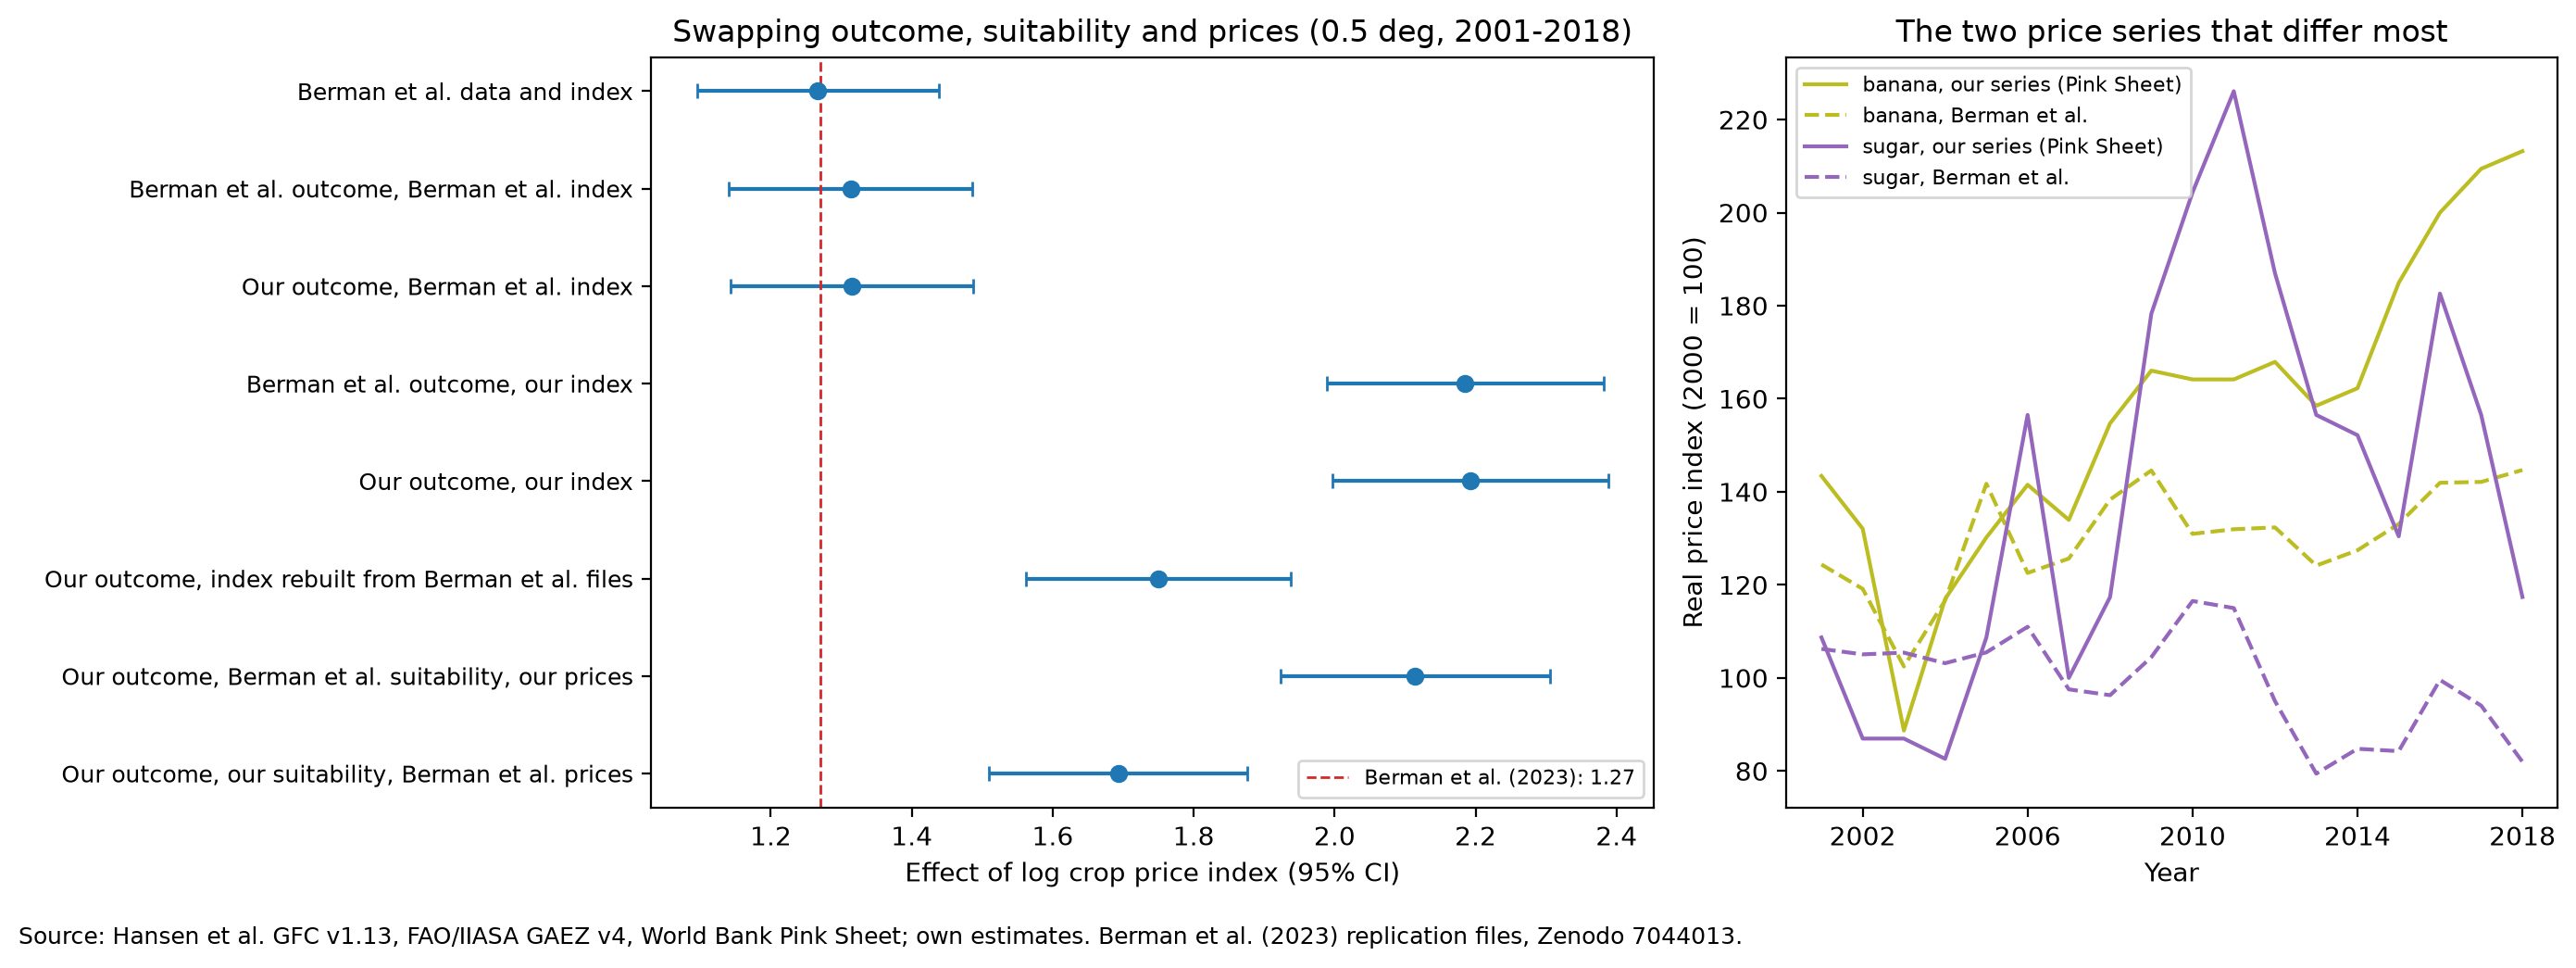 Swapping outcome, suitability and prices (0.5 deg, 2001-2018)
Berman et al. data and index
Berman et al. outcome, Berman et al. index
Our outcome, Berman et al. index
Berman et al. outcome, our index
Our outcome, our index
Our outcome, index rebuilt from Berman et al. files
Our outcome, Berman et al. suitability, our prices
Our outcome, our suitability, Berman et al. prices
Berman et al. (2023): 1.27
1.2 1.4 1.6 1.8 2.0 2.2 2.4
Effect of log crop price index (95% CI)
The two price series that differ most
banana, our series (Pink Sheet)
banana, Berman et al.
sugar, our series (Pink Sheet)
sugar, Berman et al.
Real price index (2000 = 100)
220
200
180
160
140
120
100
80
2002 2006 2010 2014 2018
Year
Source: Hansen et al. GFC v1.13, FAO/IIASA GAEZ v4, World Bank Pink Sheet; own estimates. Berman et al. (2023) replication files, Zenodo 7044013.